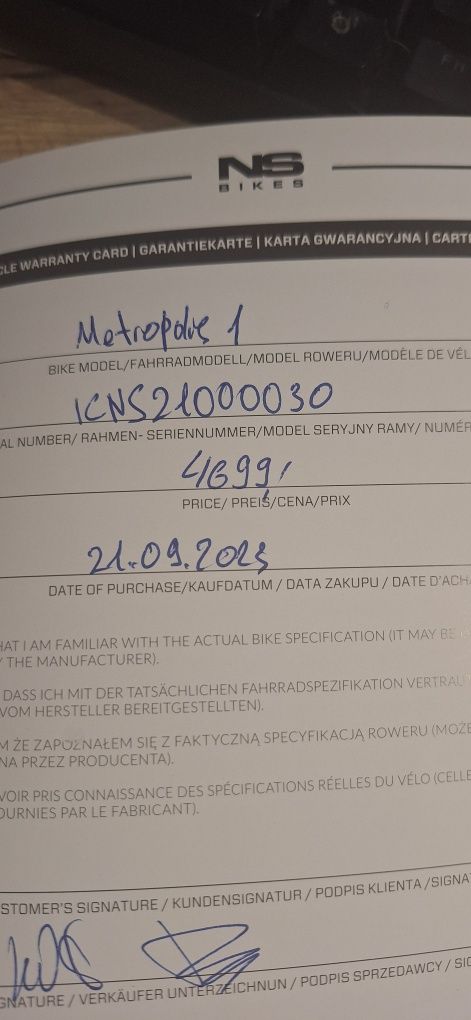 NS
BIKES
CLE WARRANTY CARD | GARANTIEKARTE | KARTA GWARANCYJNA | CARTE
Metropolis 1
BIKE MODEL/FAHRRADMODELL/MODEL ROWERU/MODÈLE DE VÉL
ICNS21000030
AL NUMBER/ RAHMEN- SERIENNUMMER/MODEL SERYJNY RAMY/ NUMÉR
4699,
PRICE/ PREIS/CENA/PRIX
21.09.2023
DATE OF PURCHASE/KAUFDATUM / DATA ZAKUPU / DATE D'ACHA
HAT I AM FAMILIAR WITH THE ACTUAL BIKE SPECIFICATION (IT MAY BE
Y THE MANUFACTURER).
DASS ICH MIT DER TATSÄCHLICHEN FAHRRADSPEZIFIKATION VERTRAU
VOM HERSTELLER BEREITGESTELLTEN).
M ŻE ZAPOZNAŁEM SIĘ Z FAKTYCZNĄ SPECYFIKACJĄ ROWERU (MOŻE
NA PRZEZ PRODUCENTA).
VOIR PRIS CONNAISSANCE DES SPÉCIFICATIONS RÉELLES DU VÉLO (CELLE
OURNIES PAR LE FABRICANT).
STOMER'S SIGNATURE / KUNDENSIGNATUR / PODPIS KLIENTA /SIGNA
GNATURE / VERKÄUFER UNTERZEICHNUN / PODPIS SPRZEDAWCY / SIG